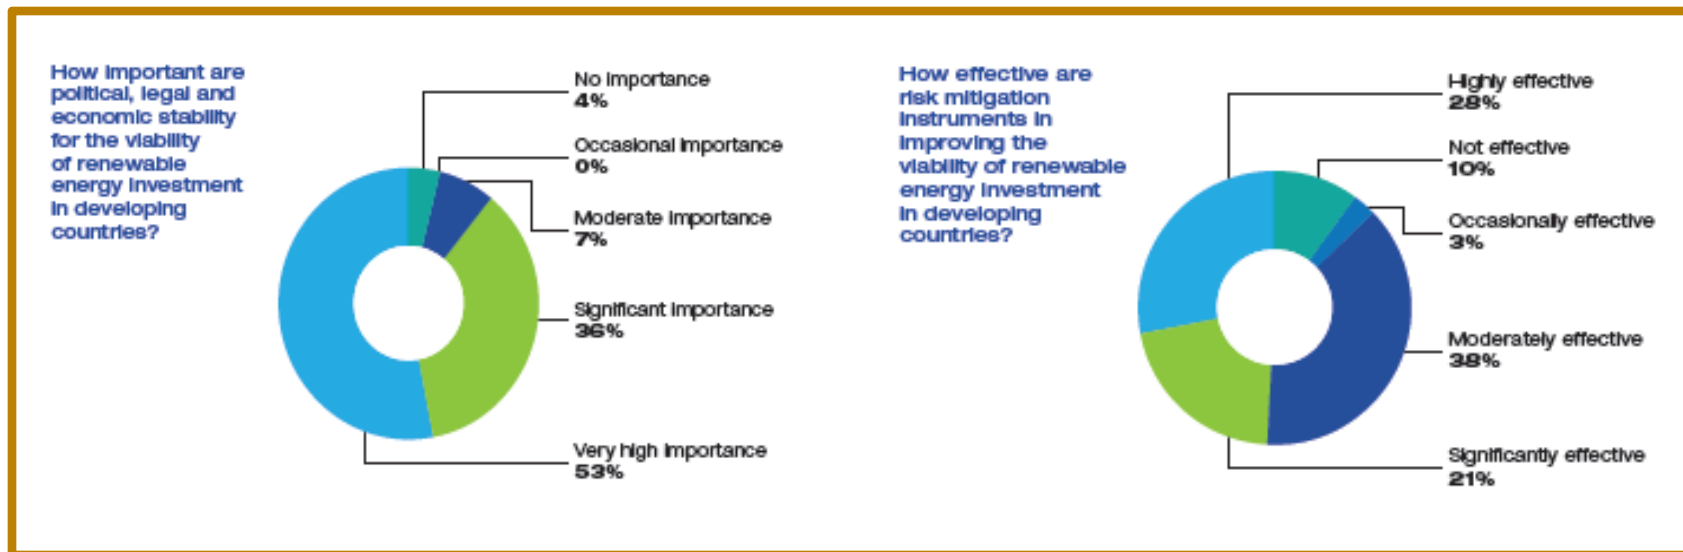 How important are
political, legal and
economic stability
for the viability
of renewable
energy investment
in developing
countries?
No importance
4%
Occasional importance
0%
Moderate importance
7%
Significant importance
36%
Very high importance
53%
How effective are
risk mitigation
instruments in
improving the
viability of renewable
energy investment
in developing
countries?
Highly effective
28%
Not effective
10%
Occasionally effective
3%
Moderately effective
38%
Significantly effective
21%